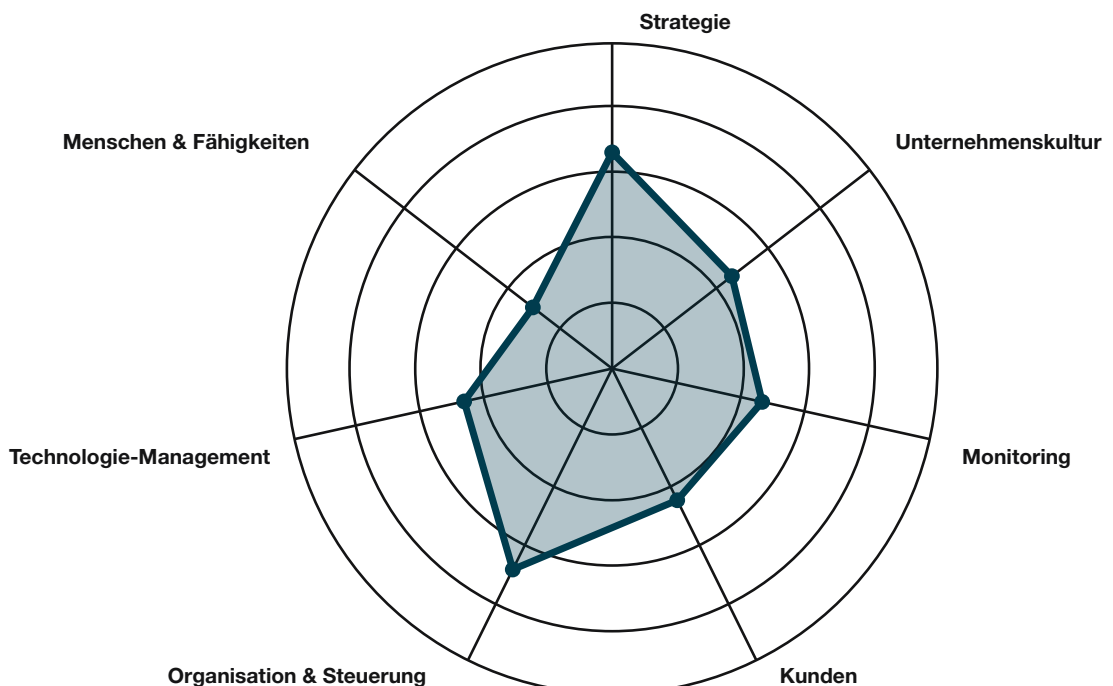 Strategie
Menschen & Fähigkeiten
Unternehmenskultur
Technologie-Management
Monitoring
Organisation & Steuerung
Kunden